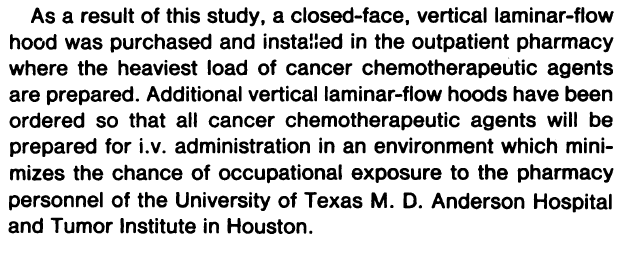 As a result of this study, a closed-face, vertical laminar-flow
hood was purchased and installed in the outpatient pharmacy
where the heaviest load of cancer chemotherapeutic agents
are prepared. Additional vertical laminar-flow hoods have been
ordered so that all cancer chemotherapeutic agents will be
prepared for i.v. administration in an environment which mini-
mizes the chance of occupational exposure to the pharmacy
personnel of the University of Texas M. D. Anderson Hospital
and Tumor Institute in Houston.